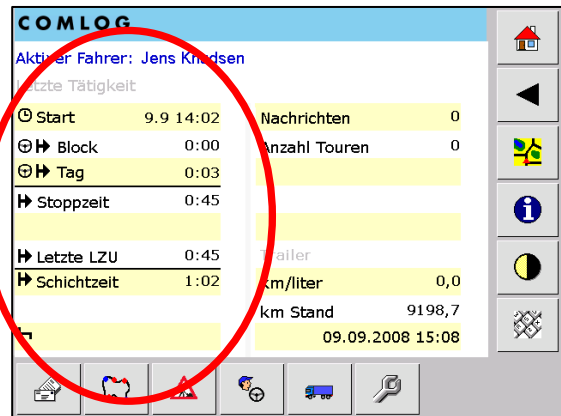 COMLOG
Aktiver Fahrer: Jens Knudsen
Letzte Tätigkeit
Start 9.9 14:02
Block 0:00
Tag 0:03
Stoppzeit 0:45
Letzte LZU 0:45
Schichtzeit 1:02
Nachrichten 0
Anzahl Touren 0
Trailer
km/liter 0,0
km Stand 9198,7
09.09.2008 15:08